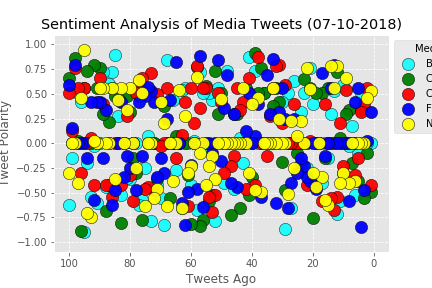 Sentiment Analysis of Media Tweets (07-10-2018)
1.00
0.75
0.50
0.25
0.00
−0.25
−0.50
−0.75
−1.00
Tweet Polarity
100
80
60
40
20
0
Tweets Ago
Med
B
C
C
F
N